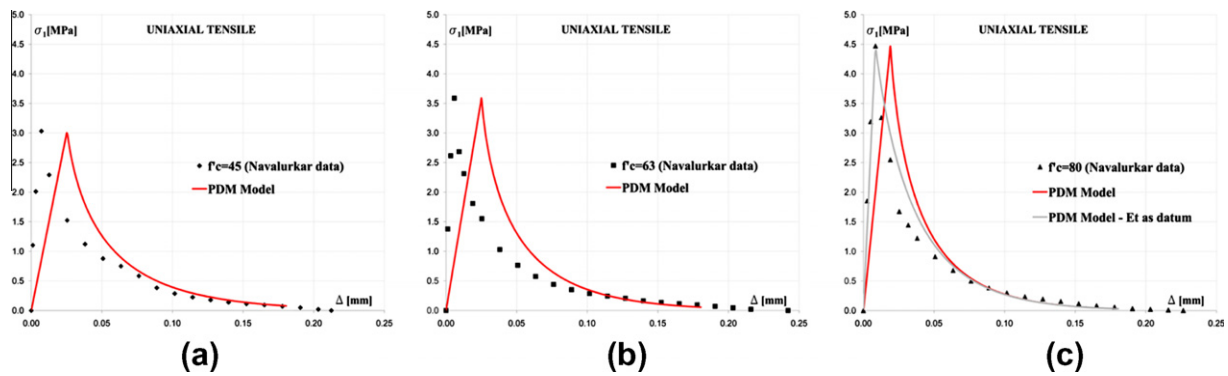 σ₁[MPa]
UNIAXIAL TENSILE
5.0
4.5
4.0
3.5
3.0
2.5
2.0
1.5
1.0
0.5
0.0
f'c=45 (Navalurkar data)
PDM Model
Δ [mm]
0.00 0.05 0.10 0.15 0.20 0.25
(a)
σ₁[MPa]
UNIAXIAL TENSILE
5.0
4.5
4.0
3.5
3.0
2.5
2.0
1.5
1.0
0.5
0.0
f'c=63 (Navalurkar data)
PDM Model
Δ [mm]
0.00 0.05 0.10 0.15 0.20 0.25
(b)
σ₁[MPa]
UNIAXIAL TENSILE
5.0
4.5
4.0
3.5
3.0
2.5
2.0
1.5
1.0
0.5
0.0
f'c=80 (Navalurkar data)
PDM Model
PDM Model - Et as datum
Δ [mm]
0.00 0.05 0.10 0.15 0.20 0.25
(c)